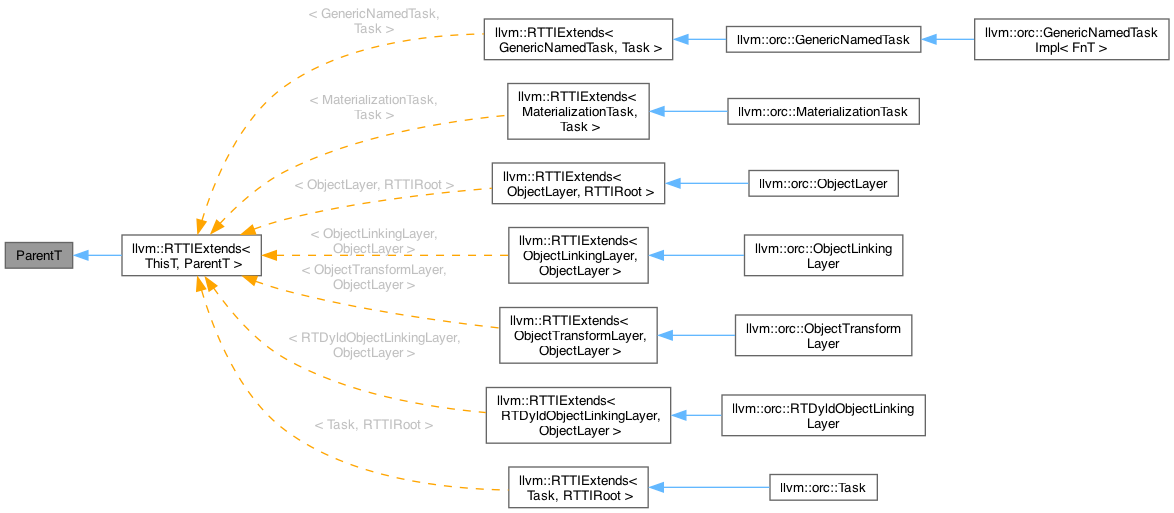 < GenericNamedTask,
Task >
llvm::RTTIExtends<
GenericNamedTask, Task >
llvm::orc::GenericNamedTask
llvm::orc::GenericNamedTask
Impl< FnT >
< MaterializationTask,
Task >
llvm::RTTIExtends<
MaterializationTask,
Task >
llvm::orc::MaterializationTask
< ObjectLayer, RTTIRoot >
llvm::RTTIExtends<
ObjectLayer, RTTIRoot >
llvm::orc::ObjectLayer
ParentT
llvm::RTTIExtends<
ThisT, ParentT >
< ObjectLinkingLayer,
ObjectLayer >
llvm::RTTIExtends<
ObjectLinkingLayer,
ObjectLayer >
llvm::orc::ObjectLinking
Layer
< ObjectTransformLayer,
ObjectLayer >
llvm::RTTIExtends<
ObjectTransformLayer,
ObjectLayer >
llvm::orc::ObjectTransform
Layer
< RTDyldObjectLinkingLayer,
ObjectLayer >
llvm::RTTIExtends<
RTDyldObjectLinkingLayer,
ObjectLayer >
llvm::orc::RTDyldObjectLinking
Layer
< Task, RTTIRoot >
llvm::RTTIExtends<
Task, RTTIRoot >
llvm::orc::Task